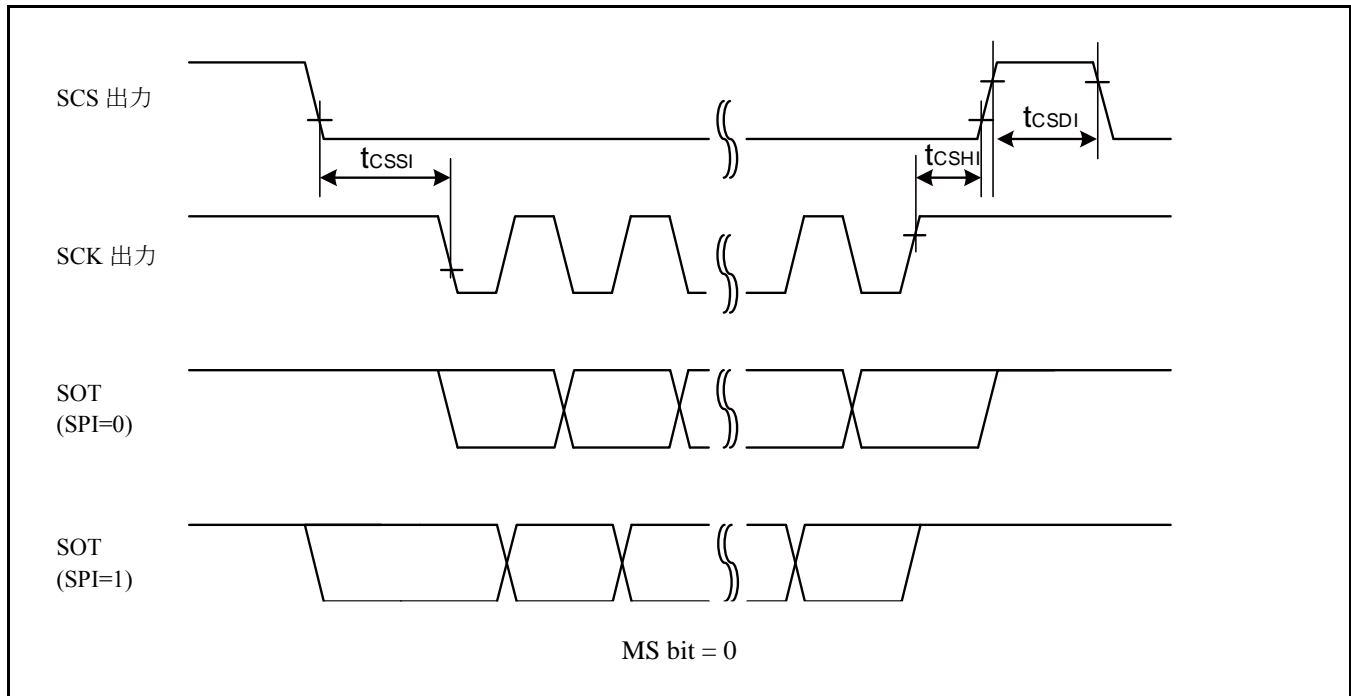 SCS 出力
tCSSI
tCSHI
tCSDI
SCK 出力
SOT
(SPI=0)
SOT
(SPI=1)
MS bit = 0